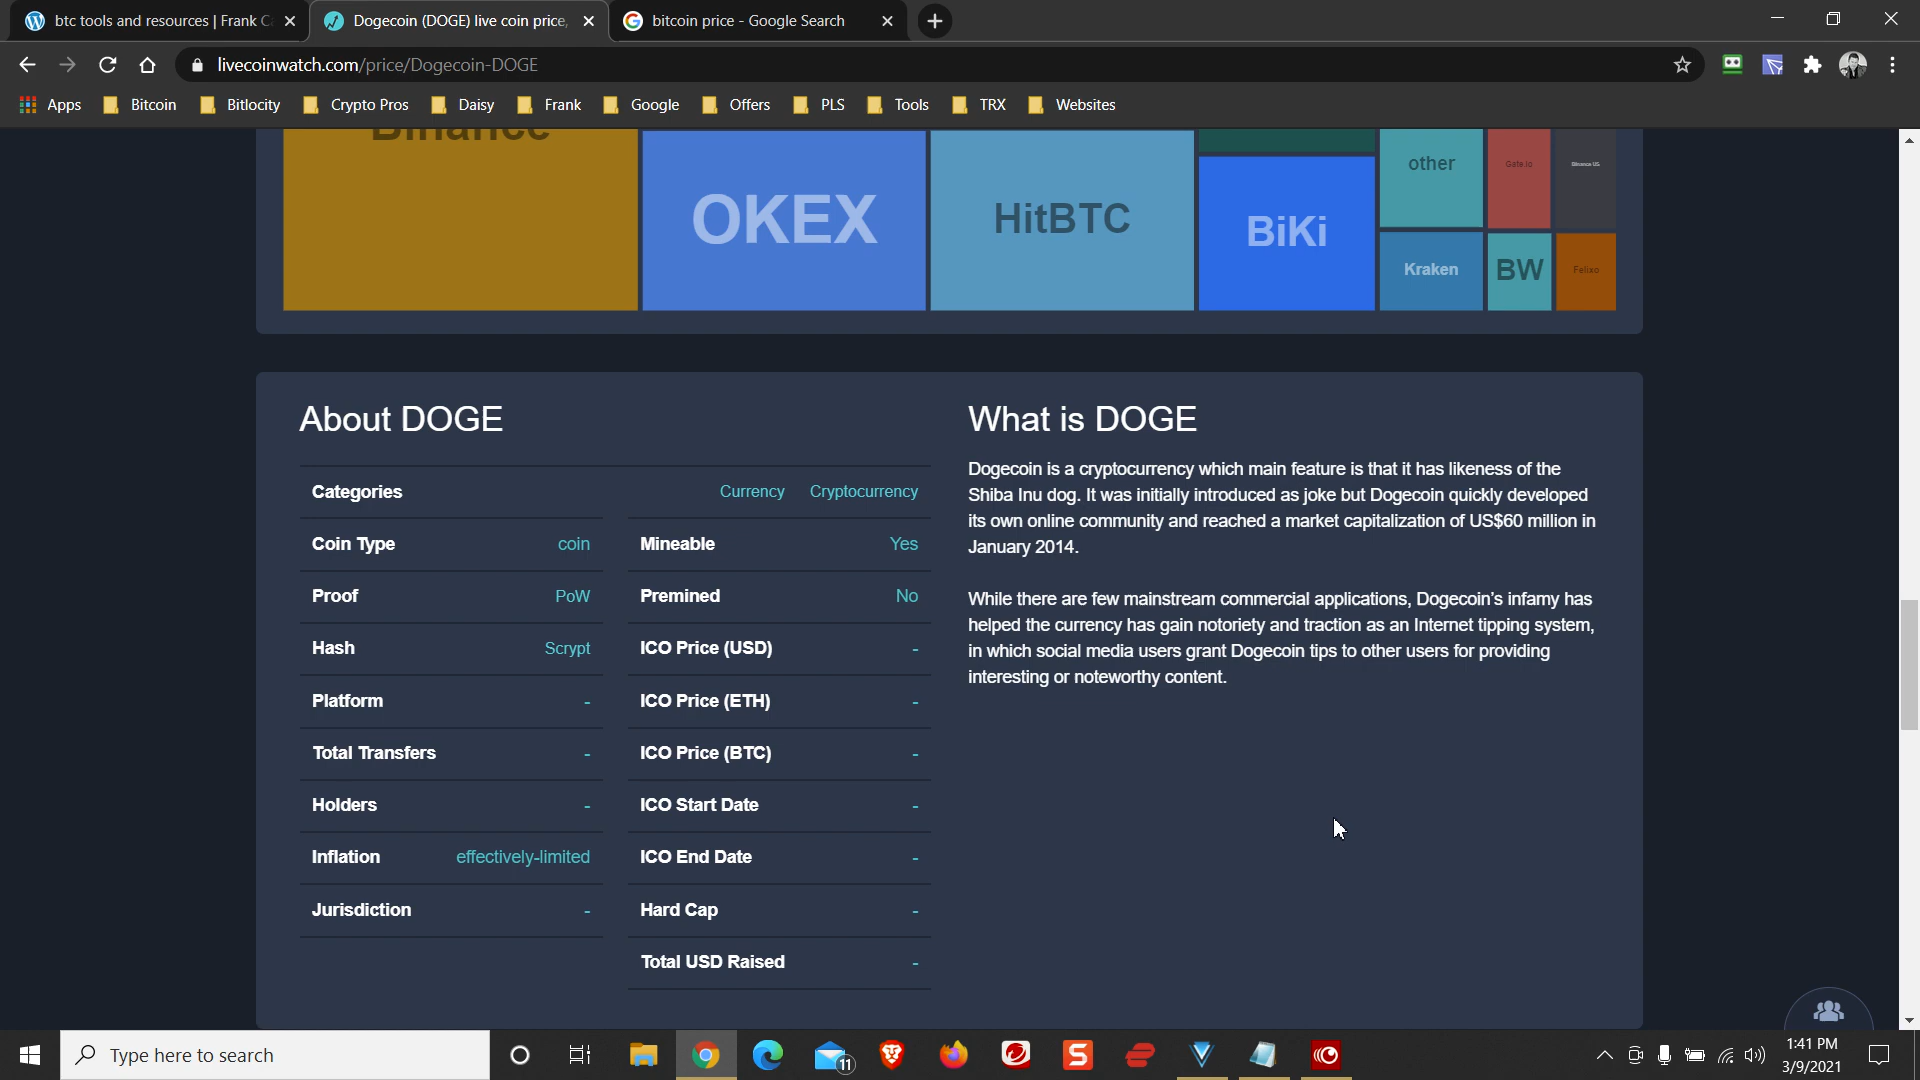 btc tools and resources | Frank C
Dogecoin (DOGE) live coin price,
bitcoin price - Google Search
livecoinwatch.com/price/Dogecoin-DOGE
Apps
Bitcoin
Bitlocity
Crypto Pros
Daisy
Frank
Google
Offers
PLS
Tools
TRX
Websites
Binance
OKEX
HitBTC
BiKi
other
Gate.io
Binance US
Kraken
BW
Felixo
About DOGE
Categories Currency Cryptocurrency
Coin Type coin
Mineable Yes
Proof PoW
Premined No
Hash Scrypt
ICO Price (USD) -
Platform -
ICO Price (ETH) -
Total Transfers -
ICO Price (BTC) -
Holders -
ICO Start Date -
Inflation effectively-limited
ICO End Date -
Jurisdiction -
Hard Cap -
Total USD Raised -
What is DOGE
Dogecoin is a cryptocurrency which main feature is that it has likeness of the
Shiba Inu dog. It was initially introduced as joke but Dogecoin quickly developed
its own online community and reached a market capitalization of US$60 million in
January 2014.
While there are few mainstream commercial applications, Dogecoin's infamy has
helped the currency has gain notoriety and traction as an Internet tipping system,
in which social media users grant Dogecoin tips to other users for providing
interesting or noteworthy content.
Type here to search
11
1:41 PM
3/9/2021